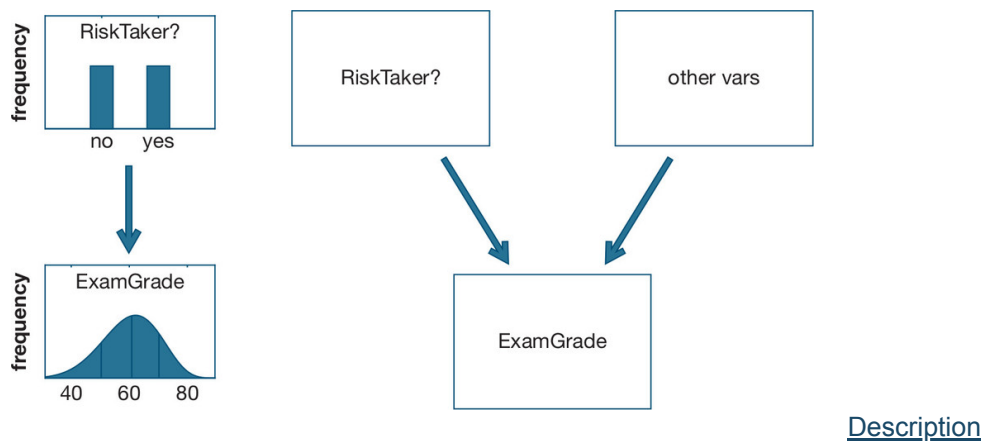 RiskTaker?
frequency
no yes
ExamGrade
frequency
40 60 80
RiskTaker?
other vars
ExamGrade
Description